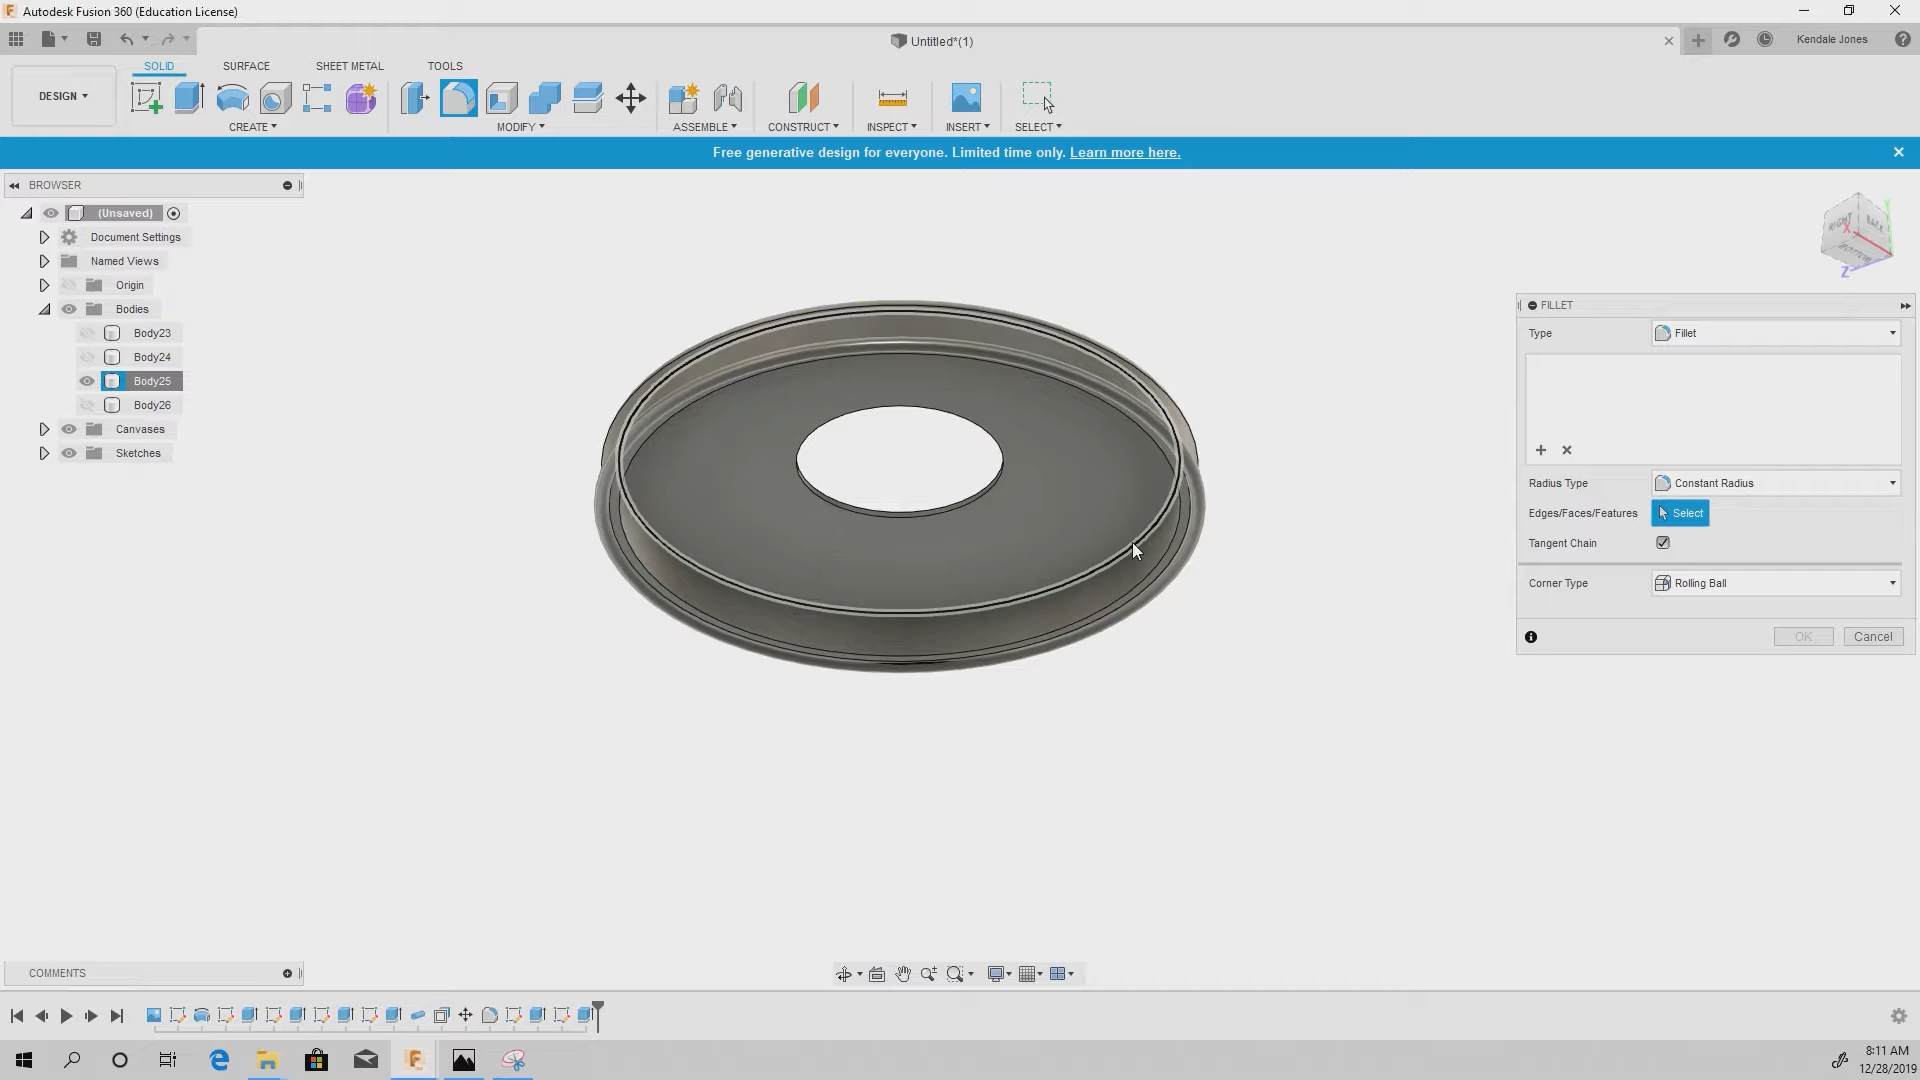 Autodesk Fusion 360 (Education License)
Untitled*(1)
Kendale Jones
DESIGN
SOLID
SURFACE
SHEET METAL
TOOLS
CREATE
MODIFY
ASSEMBLE
CONSTRUCT
INSPECT
INSERT
SELECT
Free generative design for everyone. Limited time only. Learn more here.
BROWSER
(Unsaved)
Document Settings
Named Views
Origin
Bodies
Body23
Body24
Body25
Body26
Canvases
Sketches
RIGHT
BACK
BOTTOM
X
Y
Z
FILLET
Type
Fillet
Radius Type
Constant Radius
Edges/Faces/Features
Select
Tangent Chain
Corner Type
Rolling Ball
OK
Cancel
COMMENTS
8:11 AM
12/28/2019